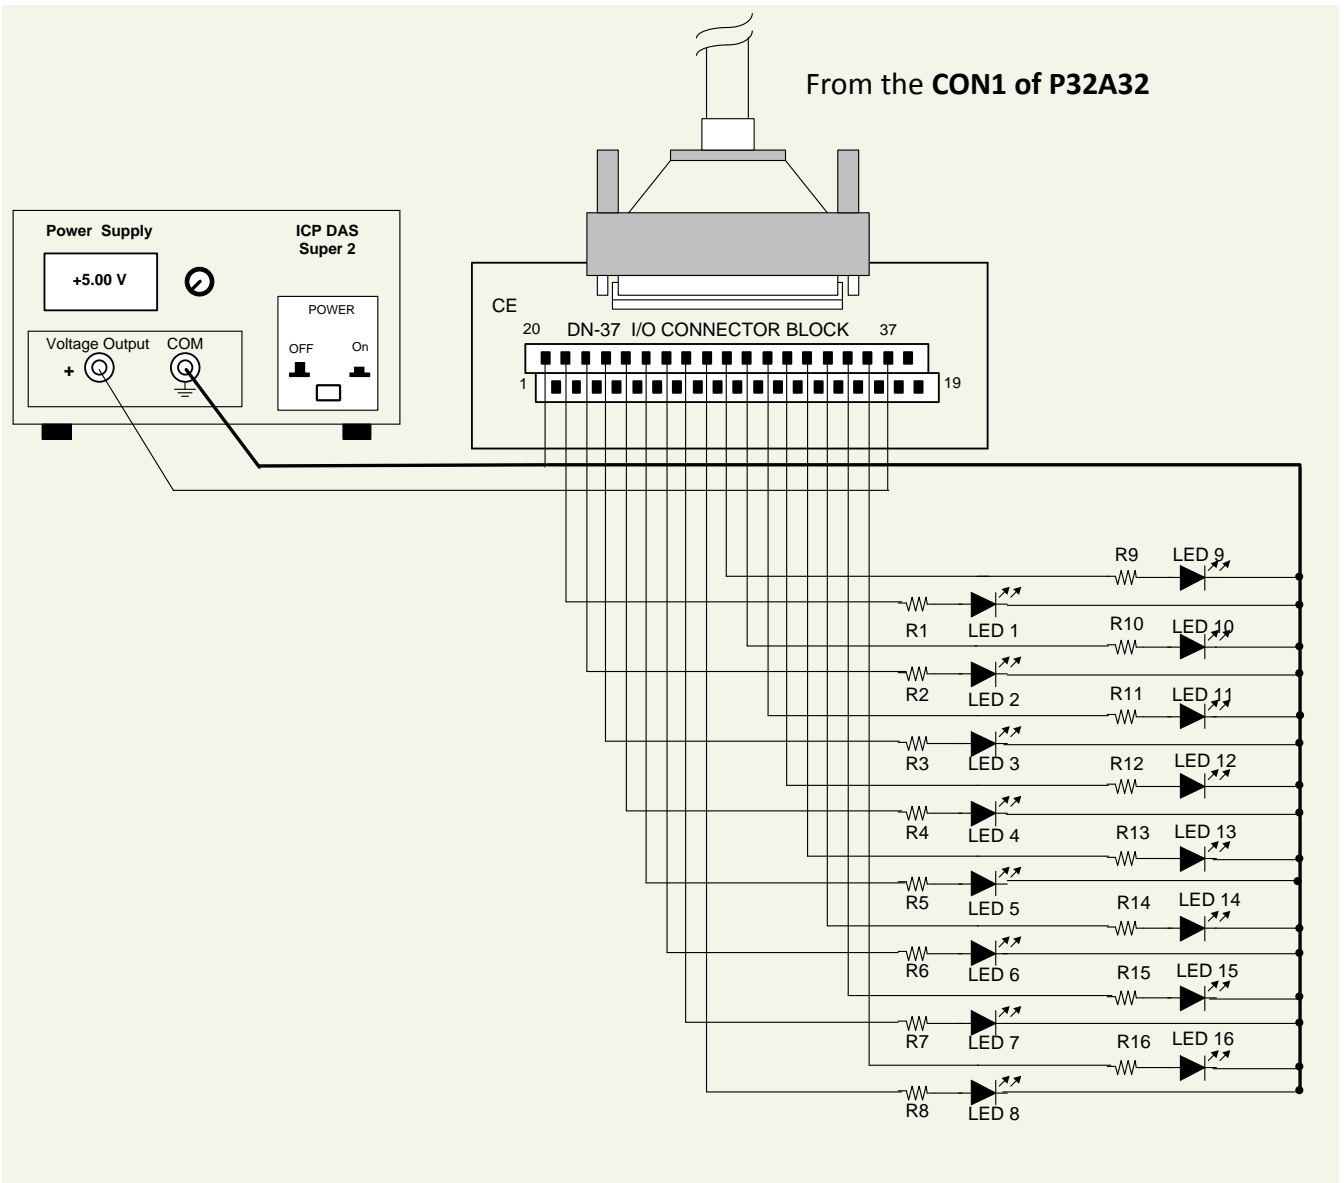 From the CON1 of P32A32
Power Supply
ICP DAS
Super 2
+5.00 V
POWER
OFF
On
Voltage Output
COM
+
CE
20
DN-37 I/O CONNECTOR BLOCK
37
1
19
R9
LED 9
R1
LED 1
R10
LED 10
R2
LED 2
R11
LED 11
R3
LED 3
R12
LED 12
R4
LED 4
R13
LED 13
R5
LED 5
R14
LED 14
R6
LED 6
R15
LED 15
R7
LED 7
R16
LED 16
R8
LED 8